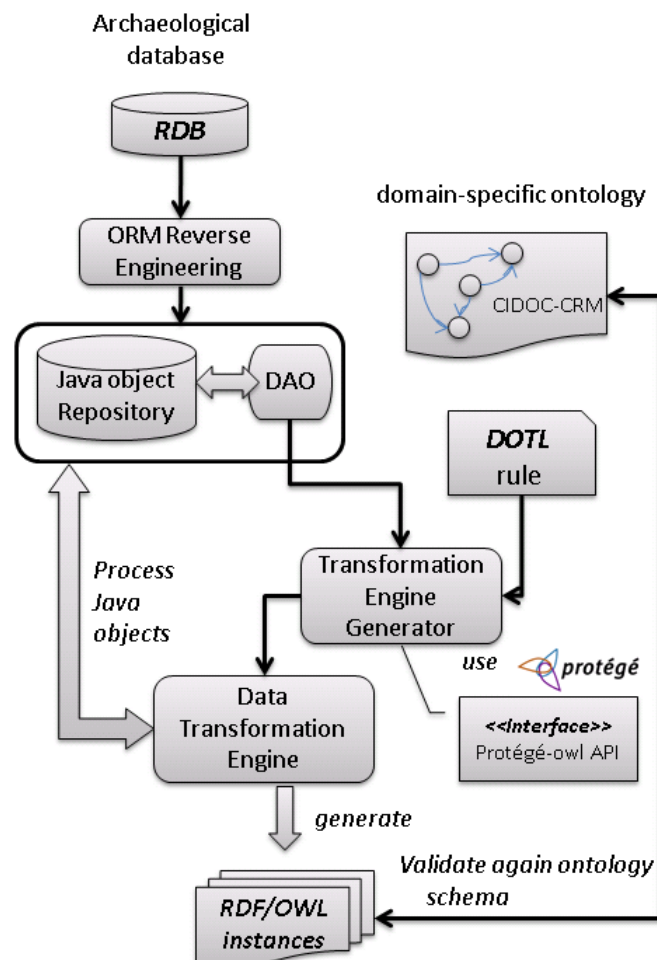 Archaeological
database
RDB
ORM Reverse
Engineering
domain-specific ontology
CIDOC-CRM
Java object
Repository
DAO
DOTL
rule
Process
Java
objects
Transformation
Engine
Generator
use
protégé
<<Interface>>
Protégé-owl API
Data
Transformation
Engine
generate
Validate again ontology
schema
RDF/OWL
instances